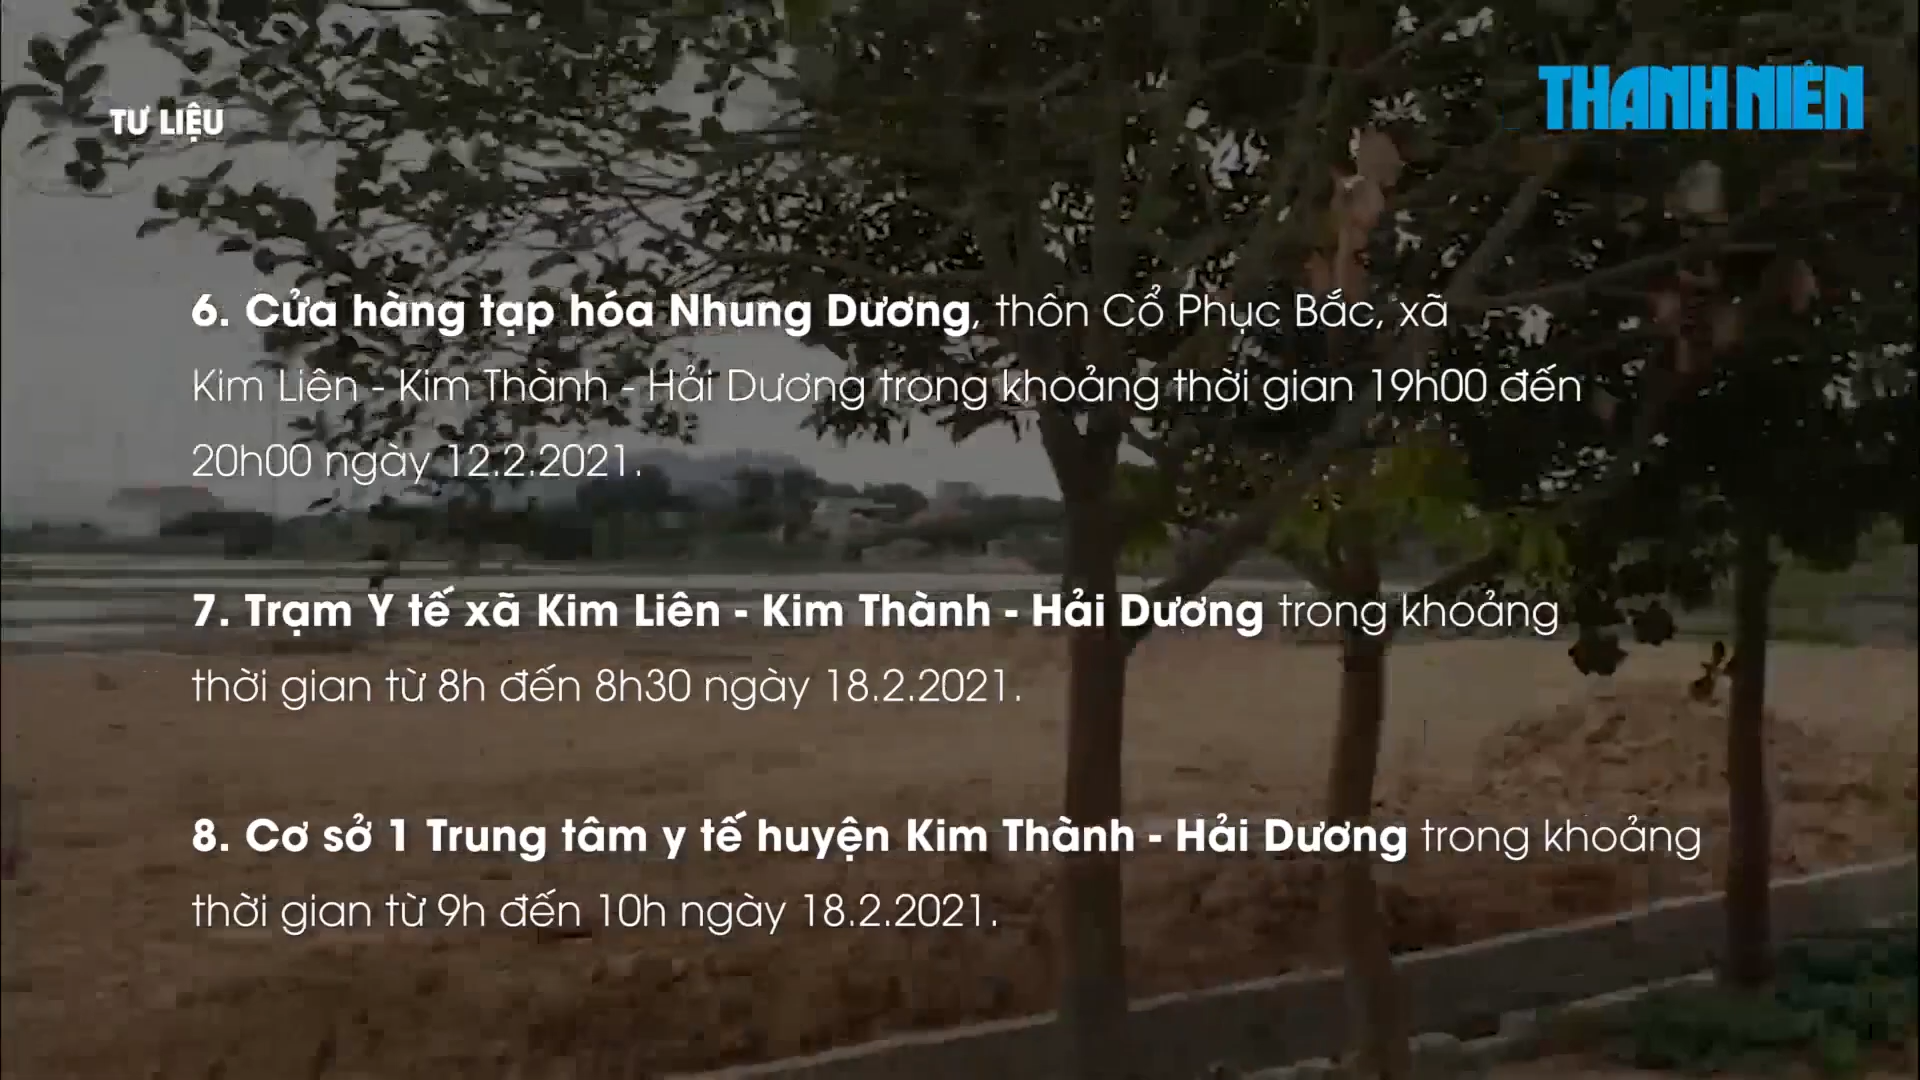 TƯ LIỆU
THANH NIÊN
6. Cửa hàng tạp hóa Nhung Dương, thôn Cổ Phục Bắc, xã
Kim Liên - Kim Thành - Hải Dương trong khoảng thời gian 19h00 đến
20h00 ngày 12.2.2021.
7. Trạm Y tế xã Kim Liên - Kim Thành - Hải Dương trong khoảng
thời gian từ 8h đến 8h30 ngày 18.2.2021.
8. Cơ sở 1 Trung tâm y tế huyện Kim Thành - Hải Dương trong khoảng
thời gian từ 9h đến 10h ngày 18.2.2021.